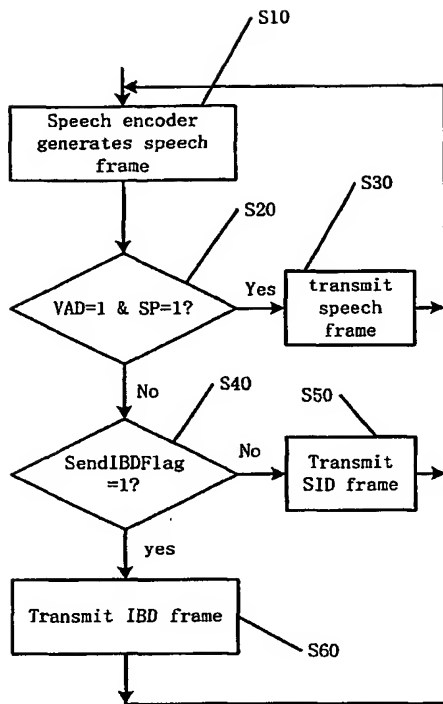 S10
Speech encoder
generates speech
frame
S20
S30
VAD=1 & SP=1?
Yes
transmit
speech
frame
No
S40
S50
SendIBDFlag
=1?
No
Transmit
SID frame
yes
Transmit IBD frame
S60